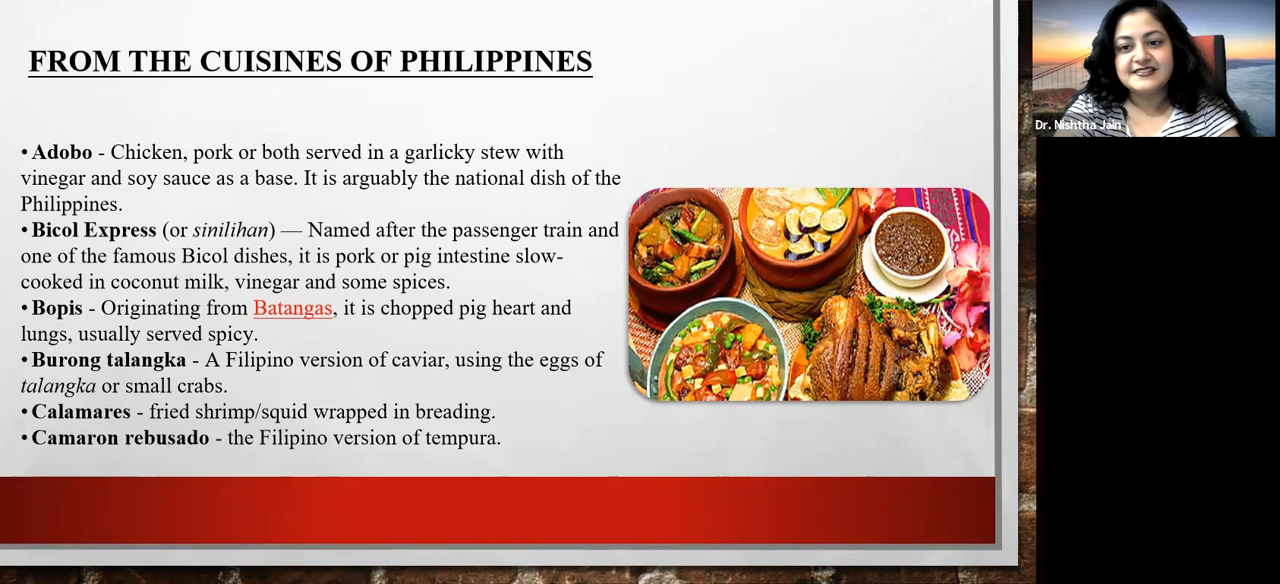 FROM THE CUISINES OF PHILIPPINES
• Adobo - Chicken, pork or both served in a garlicky stew with
vinegar and soy sauce as a base. It is arguably the national dish of the
Philippines.
• Bicol Express (or sinilihan) — Named after the passenger train and
one of the famous Bicol dishes, it is pork or pig intestine slow-
cooked in coconut milk, vinegar and some spices.
• Bopis - Originating from Batangas, it is chopped pig heart and
lungs, usually served spicy.
• Burong talangka - A Filipino version of caviar, using the eggs of
talangka or small crabs.
• Calamares - fried shrimp/squid wrapped in breading.
• Camaron rebusado - the Filipino version of tempura.
Dr. Nishtha Jain